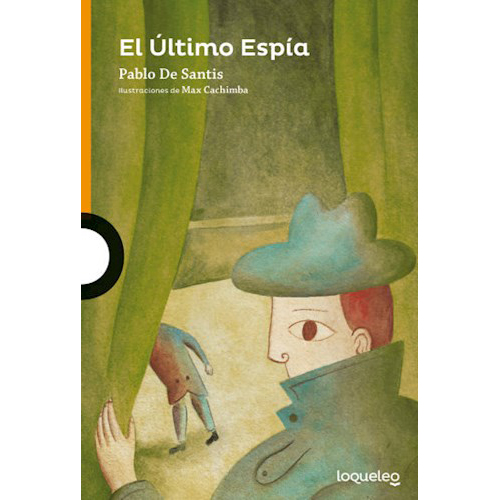 El Último Espía
Pablo De Santis
Ilustraciones de Max Cachimba
loqueleo